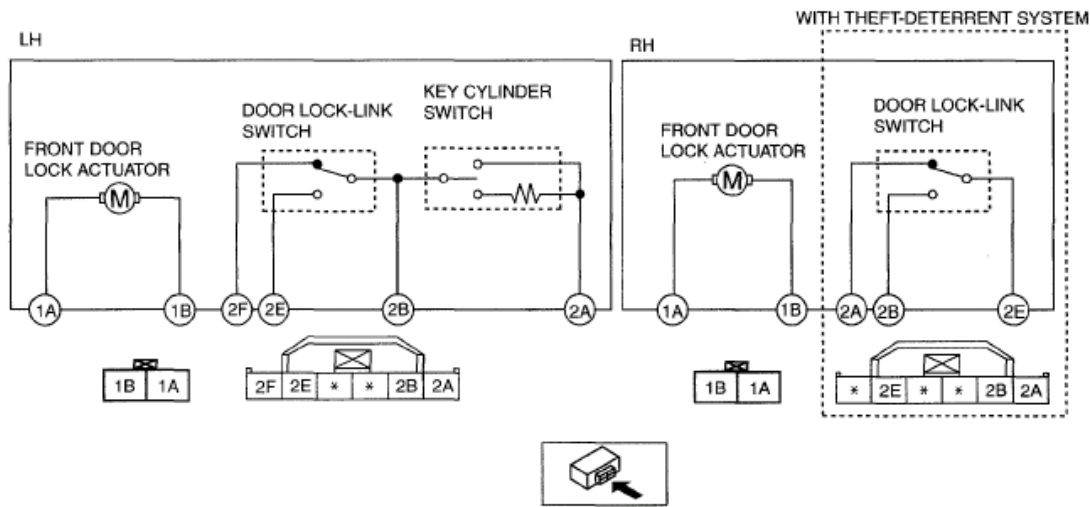 WITH THEFT-DETERRENT SYSTEM
LH
RH
KEY CYLINDER
SWITCH
DOOR LOCK-LINK
SWITCH
FRONT DOOR
LOCK ACTUATOR
M
FRONT DOOR
LOCK ACTUATOR
M
DOOR LOCK-LINK
SWITCH
1A 1B 2F 2E 2B 2A
1A 1B 2A 2B 2E
1B 1A
2F 2E * * 2B 2A
1B 1A
* 2E * * 2B 2A